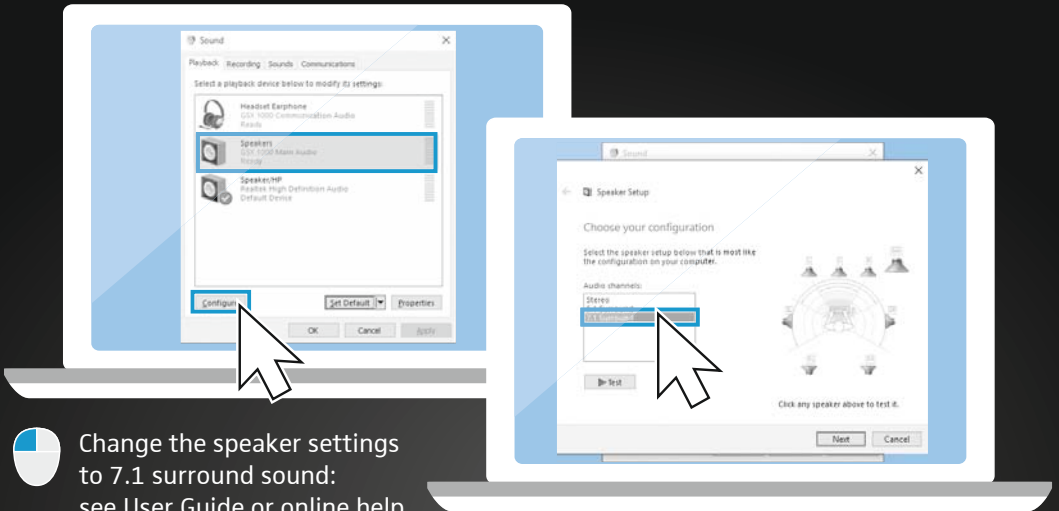 Sound
Playback Recording Sounds Communications
Select a playback device below to modify its settings:
Headset Earphone
GSX 1000 Communication Audio
Ready
Speakers
GSX 1000 Main Audio
Ready
Speaker/HP
Realtek High Definition Audio
Default Device
Configure Set Default Properties
OK Cancel Apply
Sound
Speaker Setup
Choose your configuration
Select the speaker setup below that is most like
the configuration on your computer.
Audio channels:
Stereo
7.1 Surround
Test
Click any speaker above to test it.
Next Cancel
Change the speaker settings
to 7.1 surround sound:
see User Guide or online help